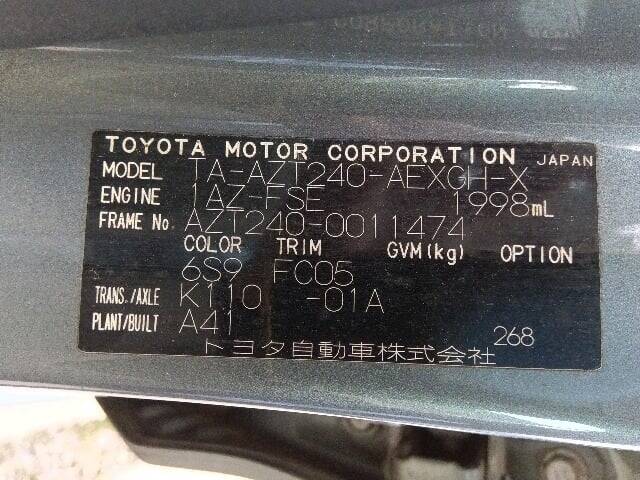 TOYOTA MOTOR CORPORATION JAPAN
MODEL TA-AZT240-AEXGH-X
ENGINE 1AZ-FSE 1998mL
FRAME No. AZT240-0011474
COLOR TRIM GVM(kg) OPTION
6S9 FC05
TRANS./AXLE K110 -01A
PLANT/BUILT A41
268
トヨタ自動車株式会社